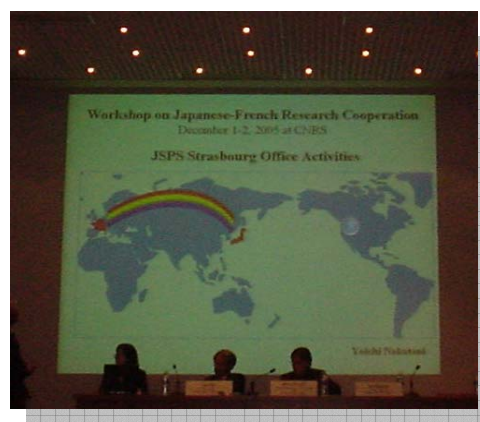 Workshop on Japanese-French Research Cooperation
December 1-2, 2005 at CNRS
JSPS Strasbourg Office Activities